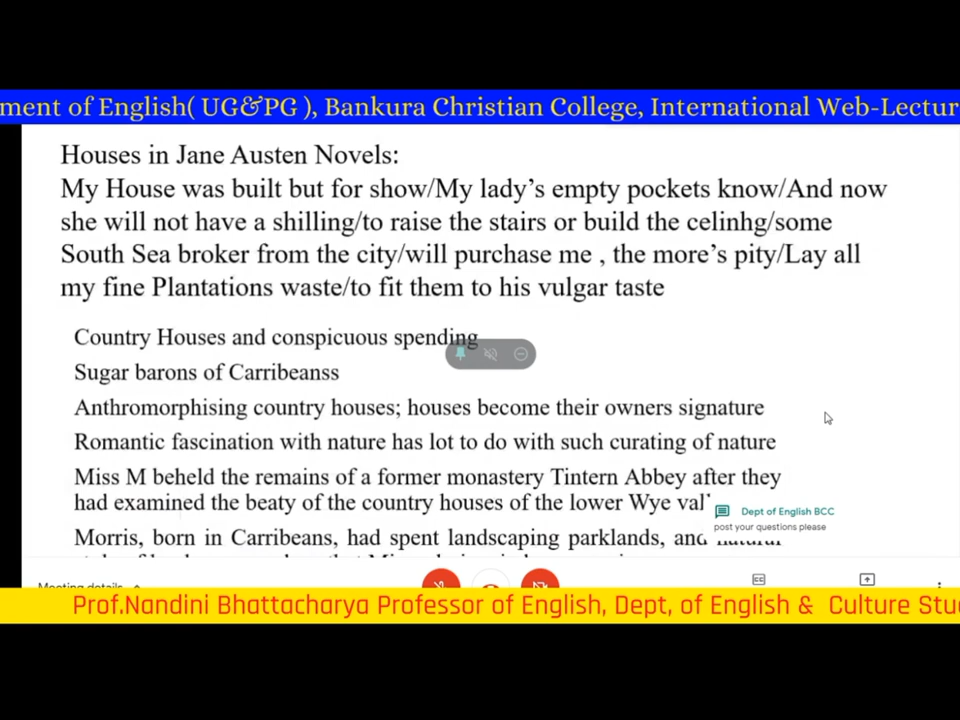 ment of English( UG&PG ), Bankura Christian College, International Web-Lectur
Houses in Jane Austen Novels:
My House was built but for show/My lady's empty pockets know/And now
she will not have a shilling/to raise the stairs or build the celinhg/some
South Sea broker from the city/will purchase me , the more's pity/Lay all
my fine Plantations waste/to fit them to his vulgar taste
Country Houses and conspicuous spending
Sugar barons of Carribeanss
Anthromorphising country houses; houses become their owners signature
Romantic fascination with nature has lot to do with such curating of nature
Miss M beheld the remains of a former monastery Tintern Abbey after they
had examined the beaty of the country houses of the lower Wye val
Dept of English BCC
post your questions please
Morris, born in Carribeans, had spent landscaping parklands, and natural
Meeting details
Prof.Nandini Bhattacharya Professor of English, Dept, of English & Culture Stu